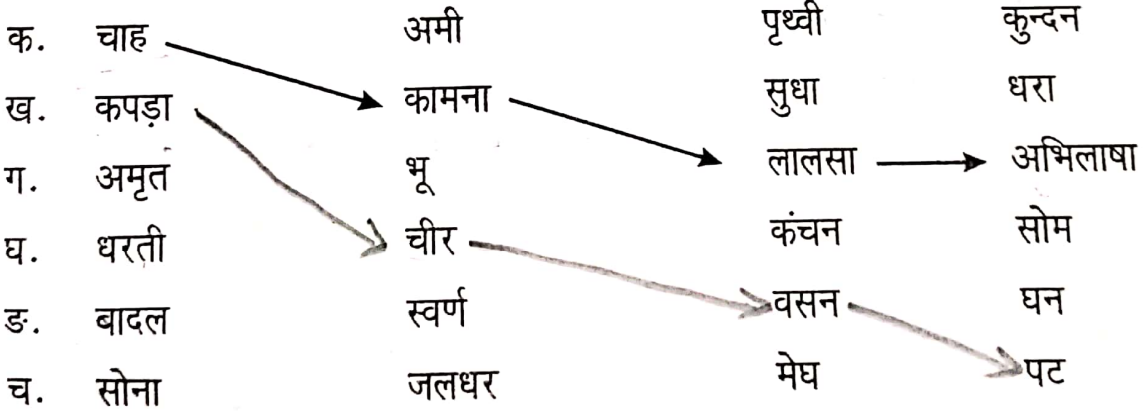 क. चाह अमी पृथ्वी कुन्दन
ख. कपड़ा कामना सुधा धरा
ग. अमृत भू लालसा अभिलाषा
घ. धरती चीर कंचन सोम
ङ. बादल स्वर्ण वसन घन
च. सोना जलधर मेघ पट